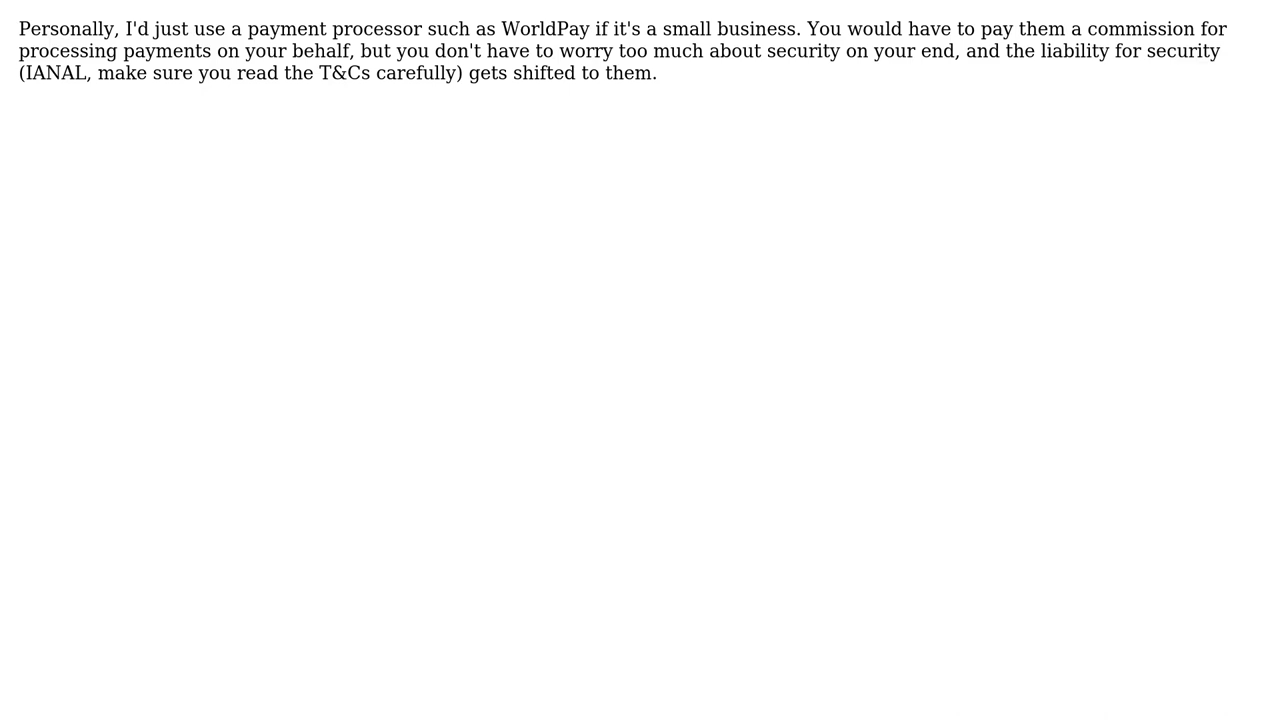 Personally, I'd just use a payment processor such as WorldPay if it's a small business. You would have to pay them a commission for
processing payments on your behalf, but you don't have to worry too much about security on your end, and the liability for security
(IANAL, make sure you read the T&Cs carefully) gets shifted to them.